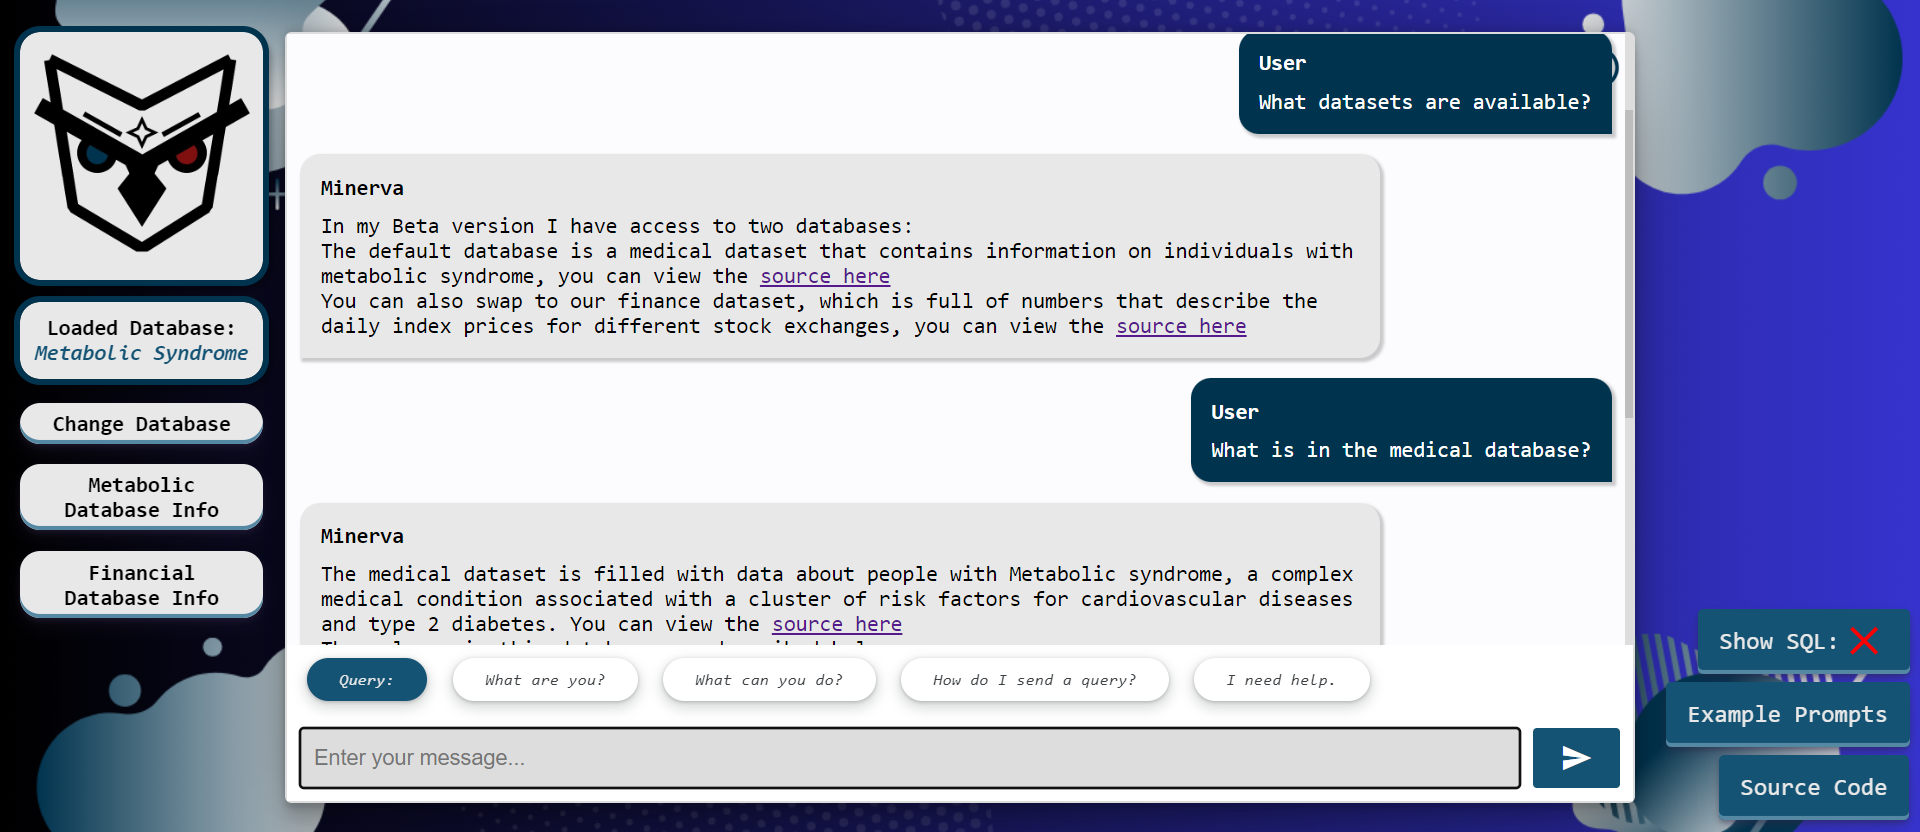 Loaded Database:
Metabolic Syndrome
Change Database
Metabolic
Database Info
Financial
Database Info
User
What datasets are available?
Minerva
In my Beta version I have access to two databases:
The default database is a medical dataset that contains information on individuals with
metabolic syndrome, you can view the source here
You can also swap to our finance dataset, which is full of numbers that describe the
daily index prices for different stock exchanges, you can view the source here
User
What is in the medical database?
Minerva
The medical dataset is filled with data about people with Metabolic syndrome, a complex
medical condition associated with a cluster of risk factors for cardiovascular diseases
and type 2 diabetes. You can view the source here
Query:
What are you?
What can you do?
How do I send a query?
I need help.
Enter your message...
Show SQL:
Example Prompts
Source Code